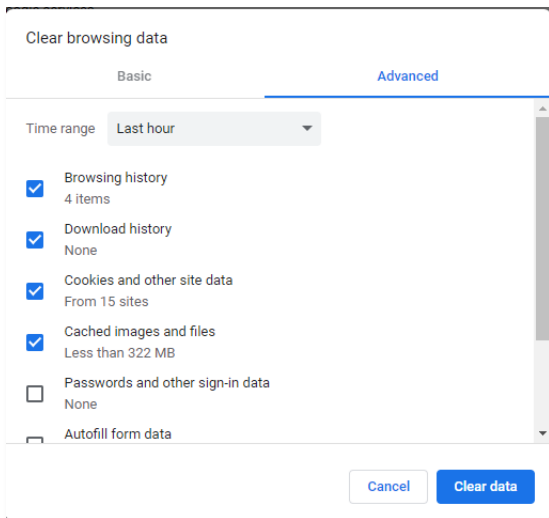 Clear browsing data
Basic
Advanced
Time range
Last hour
Browsing history
4 items
Download history
None
Cookies and other site data
From 15 sites
Cached images and files
Less than 322 MB
Passwords and other sign-in data
None
Autofill form data
Cancel
Clear data